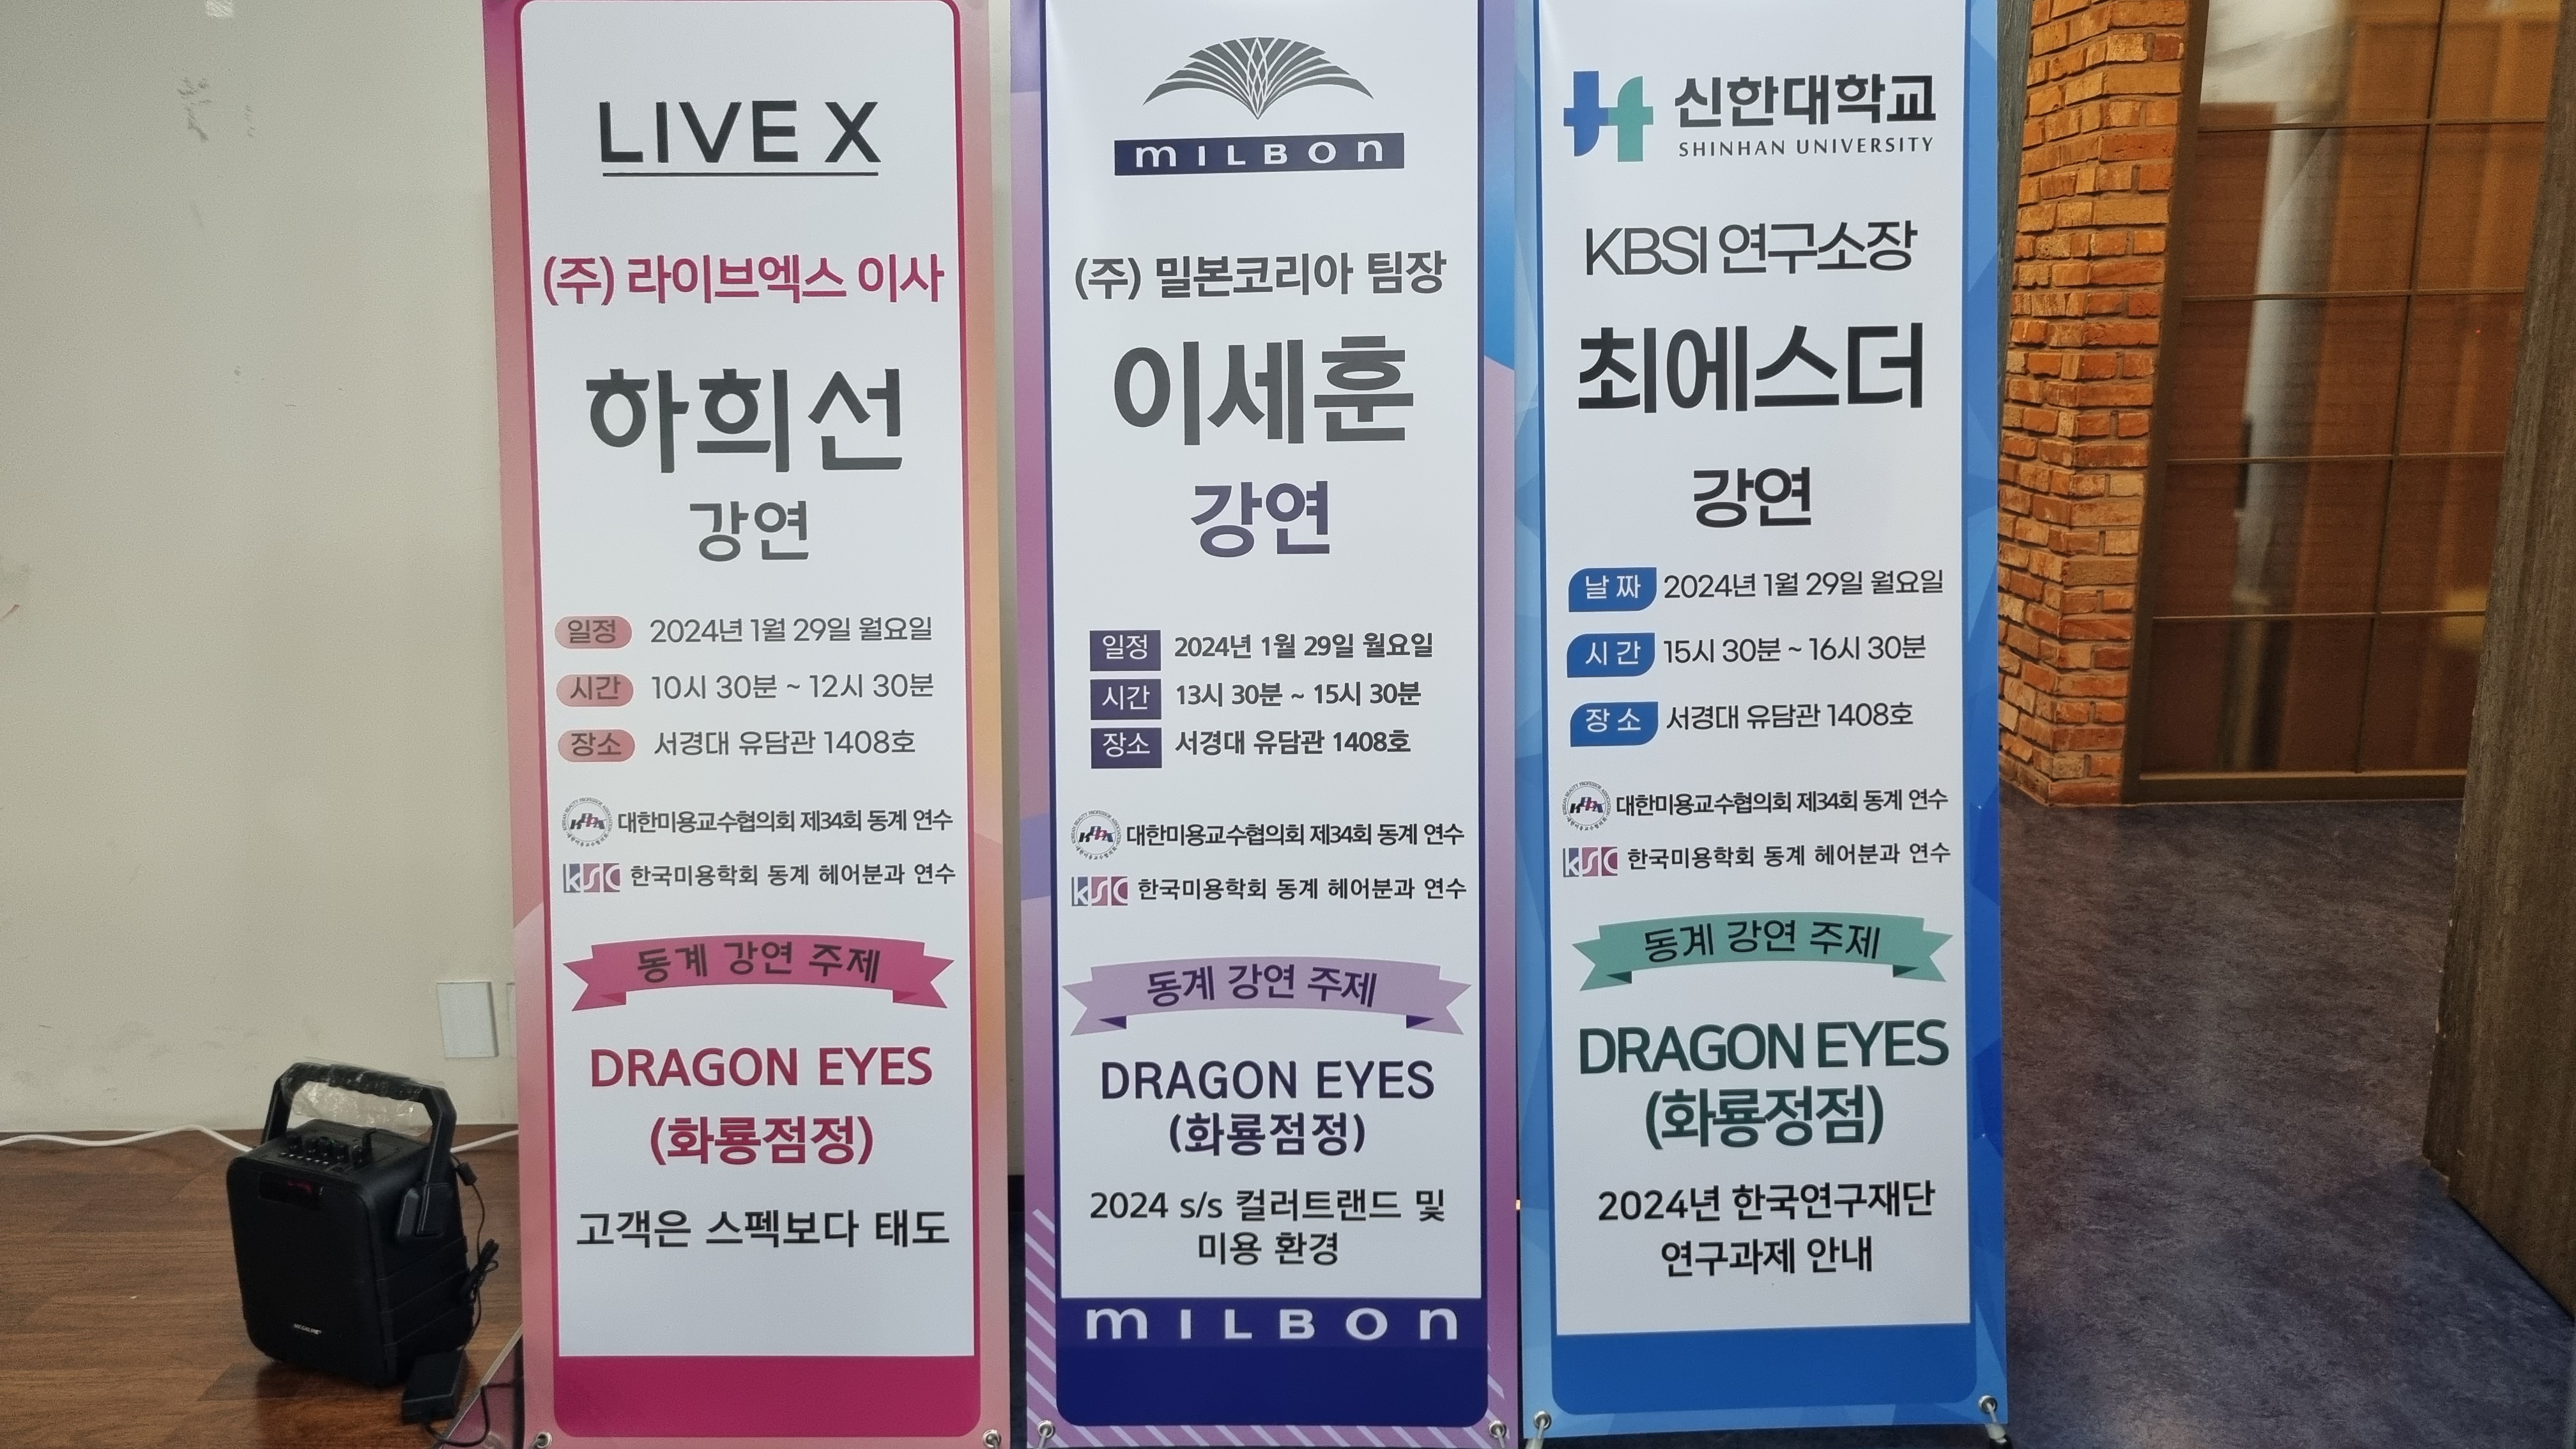 LIVE X
(주) 라이브엑스 이사
하희선
강연
일정 2024년 1월 29일 월요일
시간 10시 30분 ~ 12시 30분
장소 서경대 유담관 1408호
대한미용교수협의회 제34회 동계 연수
KSC 한국미용학회 동계 헤어분과 연수
동계 강연 주제
DRAGON EYES
(화룡점정)
고객은 스펙보다 태도
MILBON
(주) 밀본코리아 팀장
이세훈
강연
일정 2024년 1월 29일 월요일
시간 13시 30분 ~ 15시 30분
장소 서경대 유담관 1408호
대한미용교수협의회 제34회 동계 연수
KSC 한국미용학회 동계 헤어분과 연수
동계 강연 주제
DRAGON EYES
(화룡점정)
2024 s/s 컬러트랜드 및
미용 환경
MILBON
신한대학교
SHINHAN UNIVERSITY
KBSI 연구소장
최에스더
강연
날짜 2024년 1월 29일 월요일
시간 15시 30분 ~ 16시 30분
장소 서경대 유담관 1408호
대한미용교수협의회 제34회 동계 연수
KSC 한국미용학회 동계 헤어분과 연수
동계 강연 주제
DRAGON EYES
(화룡정점)
2024년 한국연구재단
연구과제 안내